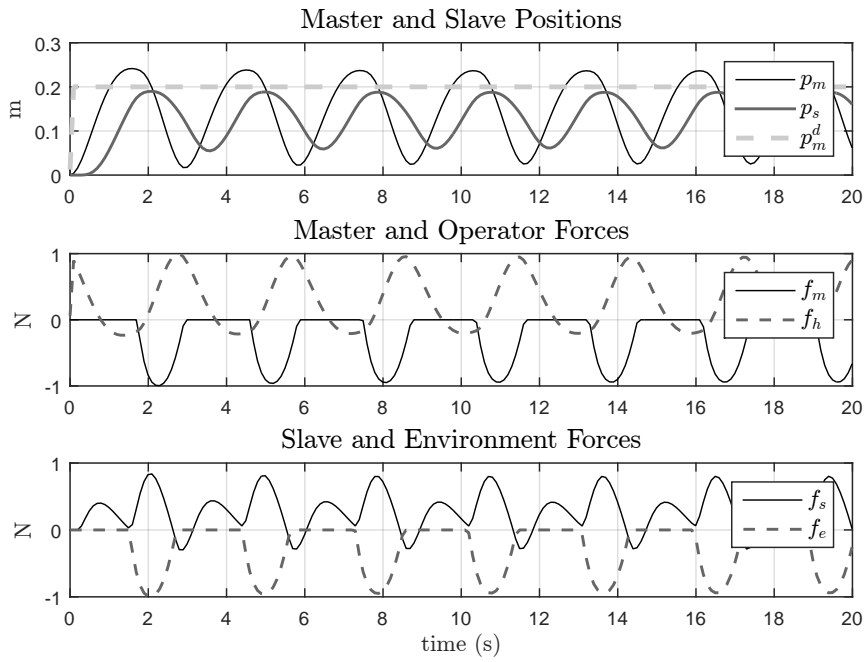 Master and Slave Positions
0.3
0.2
0.1
0
m
p_m
p_s
p_m^d
0 2 4 6 8 10 12 14 16 18 20
Master and Operator Forces
1
0
-1
N
f_m
f_h
0 2 4 6 8 10 12 14 16 18 20
Slave and Environment Forces
1
0
-1
N
f_s
f_e
0 2 4 6 8 10 12 14 16 18 20
time (s)